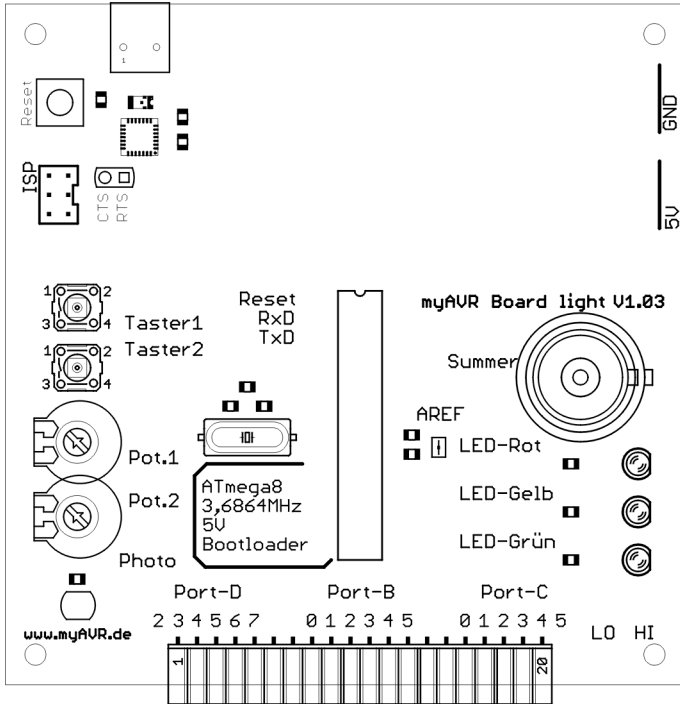 1
Reset
GND
ISP
CTS
RTS
5V
1 2
3 4
Taster1
1 2
3 4
Taster2
Reset
RxD
TxD
myAVR Board light V1.03
Summer
AREF
LED-Rot
LED-Gelb
LED-Grün
Pot.1
Pot.2
Photo
ATmega8
3,6864MHz
5V
Bootloader
Port-D Port-B Port-C
2 3 4 5 6 7 0 1 2 3 4 5 0 1 2 3 4 5
LO HI
www.myAVR.de
1 20